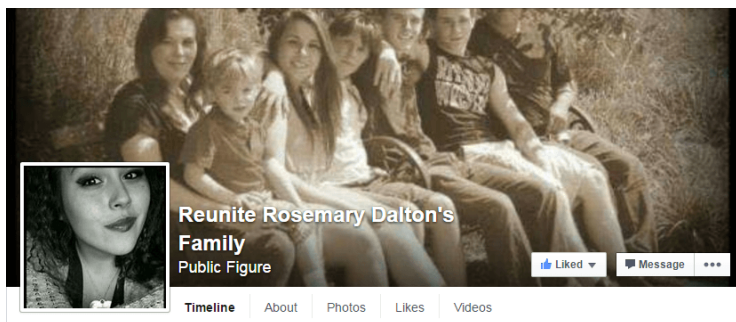 Reunite Rosemary Dalton's
Family
Public Figure
Liked
Message
Timeline About Photos Likes Videos